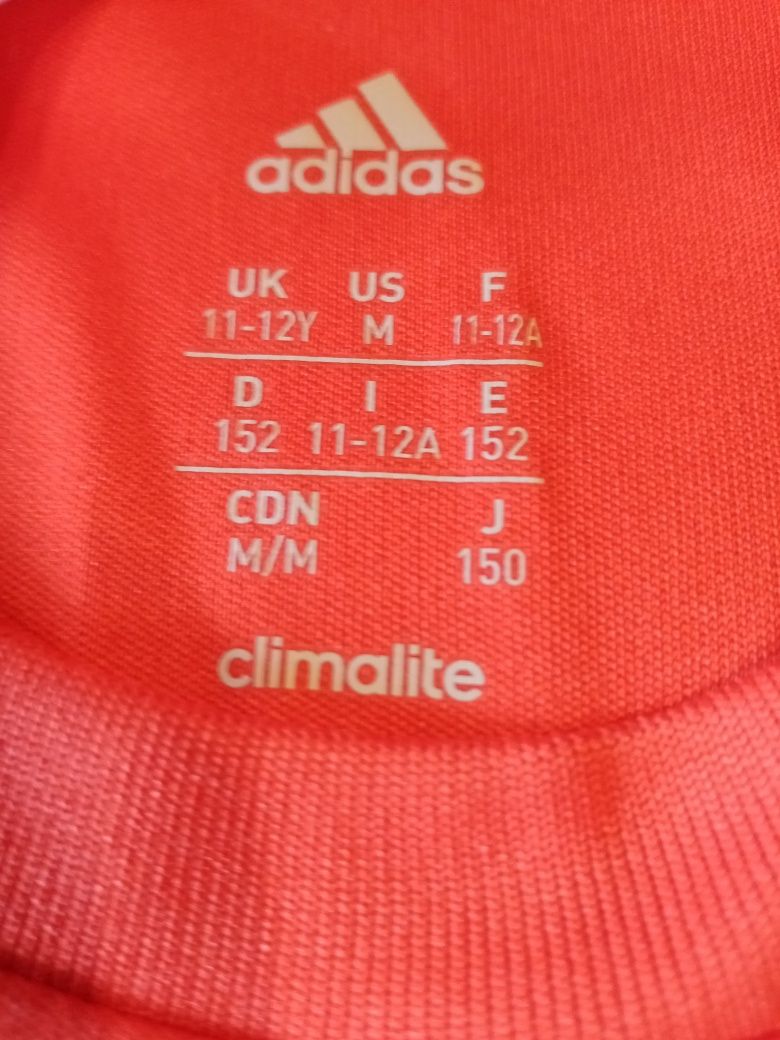 adidas
UK US F
11-12Y M 11-12A
D I E
152 11-12A 152
CDN J
M/M 150
climalite